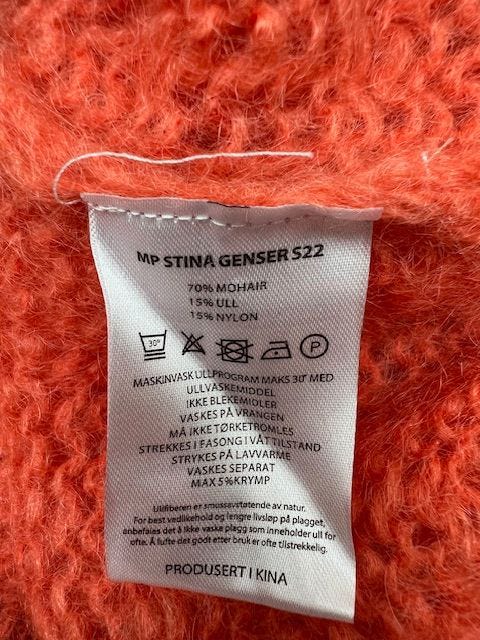 MP STINA GENSER S22
70% MOHAIR
15% ULL
15% NYLON
30°
P
MASKINVASK ULLPROGRAM MAKS 30° MED
ULLVASKEMIDDEL
IKKE BLEKEMIDLER
VASKES PÅ VRANGEN
MÅ IKKE TØRKETROMLES
STREKKES I FASONG I VÅT TILSTAND
STRYKES PÅ LAVVARME
VASKES SEPARAT
MAX 5% KRYMP
Ullfiberen er smussavstøtende av natur.
For best vedlikehold og lengre livsløp på plagget,
anbefales det å ikke vaske plagg som inneholder ull for
ofte. Å lufte det godt etter bruk er ofte tilstrekkelig.
PRODUSERT I KINA